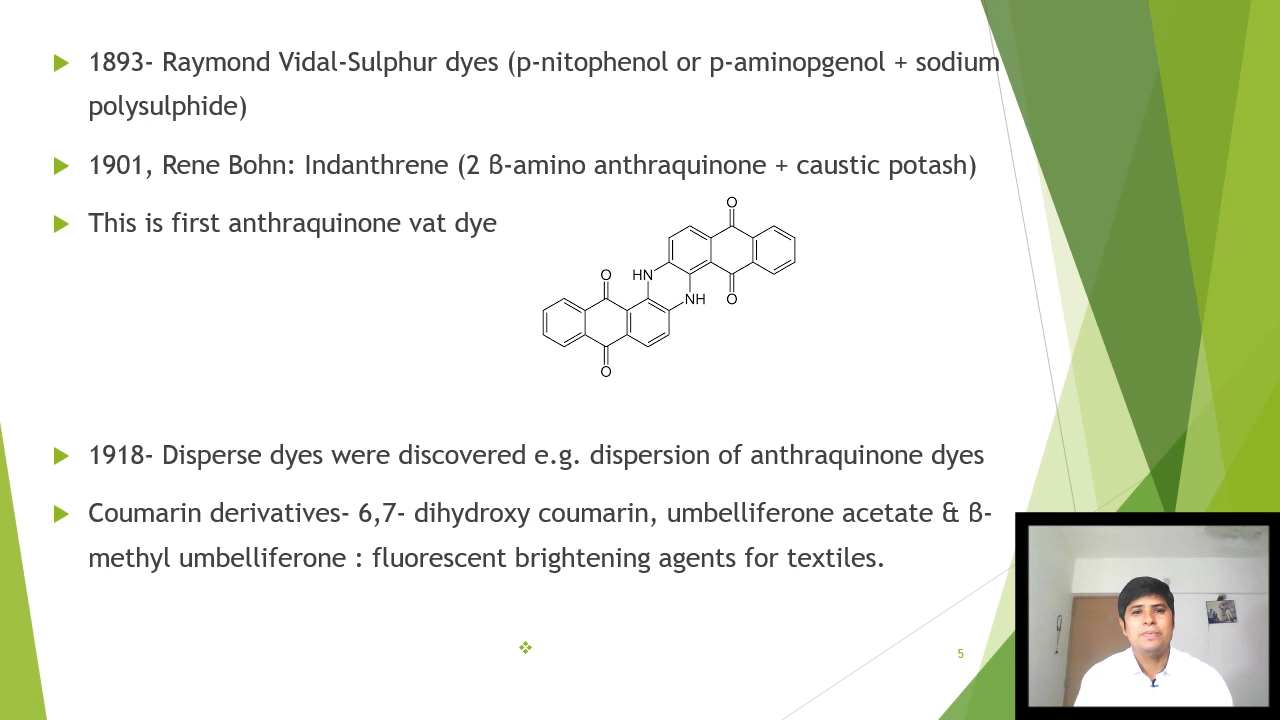 1893- Raymond Vidal-Sulphur dyes (p-nitophenol or p-aminopgenol + sodium
polysulphide)
1901, Rene Bohn: Indanthrene (2 ß-amino anthraquinone + caustic potash)
This is first anthraquinone vat dye
O
O
HN
NH
O
O
1918- Disperse dyes were discovered e.g. dispersion of anthraquinone dyes
Coumarin derivatives- 6,7- dihydroxy coumarin, umbelliferone acetate & ß-
methyl umbelliferone : fluorescent brightening agents for textiles.
5